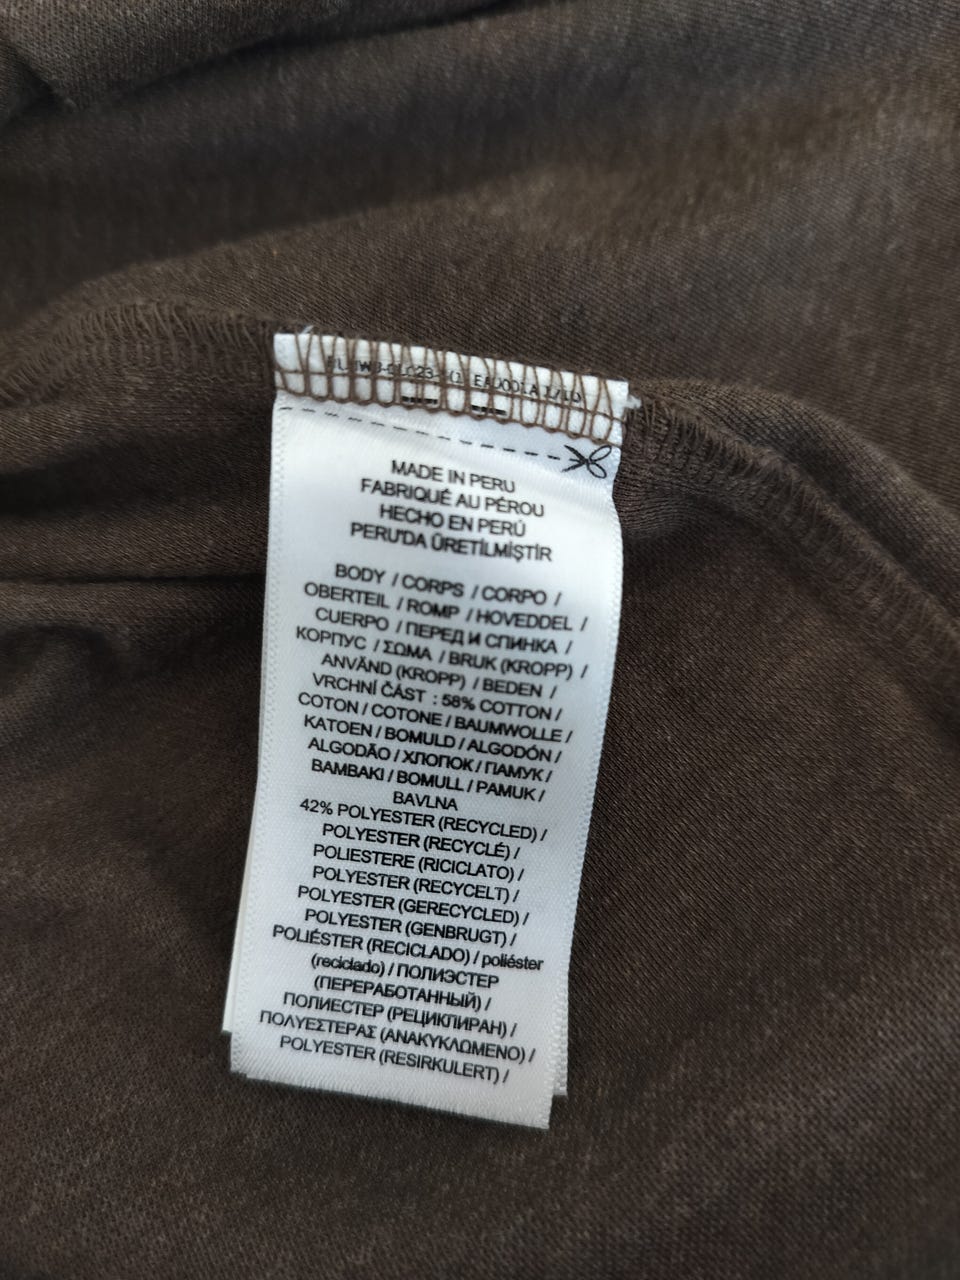 MADE IN PERU
FABRIQUÉ AU PÉROU
HECHO EN PERÚ
PERU'DA ÜRETİLMİŞTİR
BODY / CORPS / CORPO /
OBERTEIL / ROMP / HOVEDDEL /
CUERPO / ПЕРЕД И СПИНКА /
КОРПУС / ΣΩΜΑ / BRUK (KROPP) /
ANVÄND (KROPP) / BEDEN /
VRCHNÍ ČÁST : 58% COTTON /
COTON / COTONE / BAUMWOLLE /
KATOEN / BOMULD / ALGODÓN /
ALGODÃO / ХЛОПОК / ПАМУК /
BAMBAKI / BOMULL / PAMUK /
BAVLNA
42% POLYESTER (RECYCLED) /
POLYESTER (RECYCLÉ) /
POLIESTERE (RICICLATO) /
POLYESTER (RECYCELT) /
POLYESTER (GERECYCLED) /
POLYESTER (GENBRUGT) /
POLIÉSTER (RECICLADO) / poliéster
(reciclado) / ПОЛИЭСТЕР
(ПЕРЕРАБОТАННЫЙ) /
ПОЛИЕСТЕР (РЕЦИКЛИРАН) /
ΠΟΛΥΕΣΤΕΡΑΣ (ΑΝΑΚΥΚΛΩΜΕΝΟ) /
POLYESTER (RESIRKULERT) /